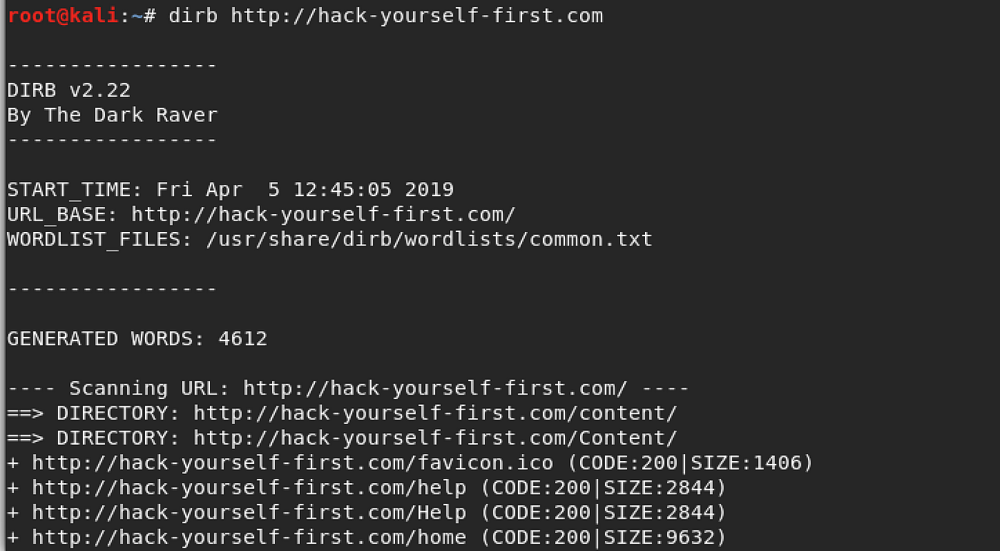 root@kali:~# dirb http://hack-yourself-first.com
-----------------
DIRB v2.22
By The Dark Raver
-----------------
START_TIME: Fri Apr  5 12:45:05 2019
URL_BASE: http://hack-yourself-first.com/
WORDLIST_FILES: /usr/share/dirb/wordlists/common.txt
-----------------
GENERATED WORDS: 4612
---- Scanning URL: http://hack-yourself-first.com/ ----
==> DIRECTORY: http://hack-yourself-first.com/content/
==> DIRECTORY: http://hack-yourself-first.com/Content/
+ http://hack-yourself-first.com/favicon.ico (CODE:200|SIZE:1406)
+ http://hack-yourself-first.com/help (CODE:200|SIZE:2844)
+ http://hack-yourself-first.com/Help (CODE:200|SIZE:2844)
+ http://hack-yourself-first.com/home (CODE:200|SIZE:9632)